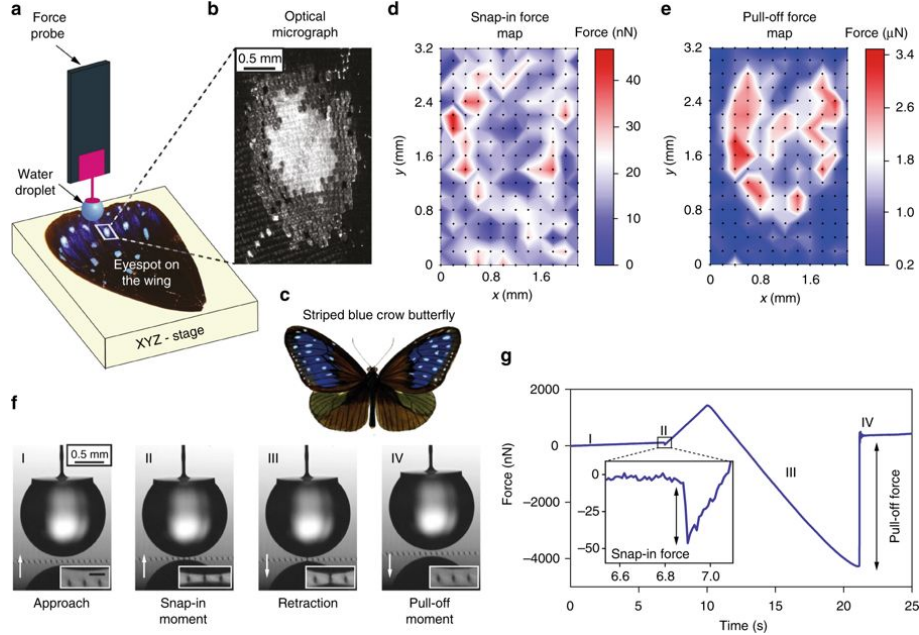 a
Force
probe
Water
droplet
Eyespot on
the wing
XYZ - stage
b
Optical
micrograph
0.5 mm
c
Striped blue crow butterfly
d
Snap-in force
map
Force (nN)
3.2
2.4
1.6
0.8
0
y (mm)
0
0.8
1.6
x (mm)
40
30
20
10
0
e
Pull-off force
map
Force (μN)
3.2
2.4
1.6
0.8
0
y (mm)
0
0.8
1.6
x (mm)
3.4
2.6
1.8
1.0
0.2
f
I
0.5 mm
Approach
II
Snap-in
moment
III
Retraction
IV
Pull-off
moment
g
2000
0
−2000
−4000
Force (nN)
I
II
III
IV
0
−25
−50
Snap-in force
6.6
6.8
7.0
Pull-off force
0
5
10
15
20
25
Time (s)